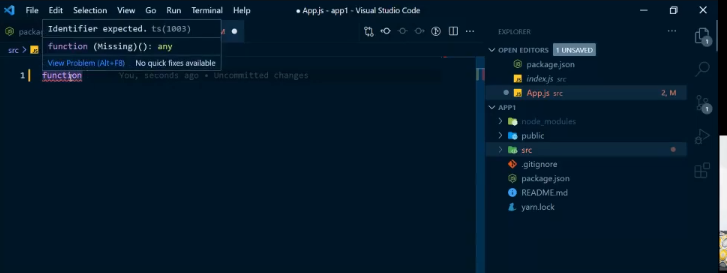 File Edit Selection View Go Run Terminal Help
● App.js - app1 - Visual Studio Code
Identifier expected. ts(1003)
function (Missing)(): any
View Problem (Alt+F8) No quick fixes available
packa
M
src
JS
1 function You, seconds ago • Uncommitted changes
EXPLORER
OPEN EDITORS 1 UNSAVED
package.json
index.js src
App.js src 2, M
APP1
node_modules
public
src
.gitignore
package.json
README.md
yarn.lock
1
1